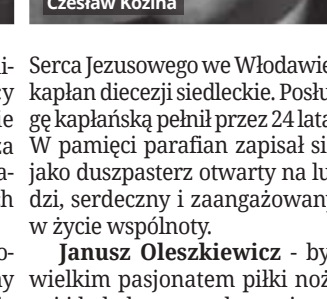 Czesław Kozina
Serca Jezusowego we Włodawie
kapłan diecezji siedleckie. Posłu-
gę kapłańską pełnił przez 24 lata
W pamięci parafian zapisał si
jako duszpasterz otwarty na lu
dzi, serdeczny i zaangażowany
w życie wspólnoty.
Janusz Oleszkiewicz - by
wielkim pasjonatem piłki noż